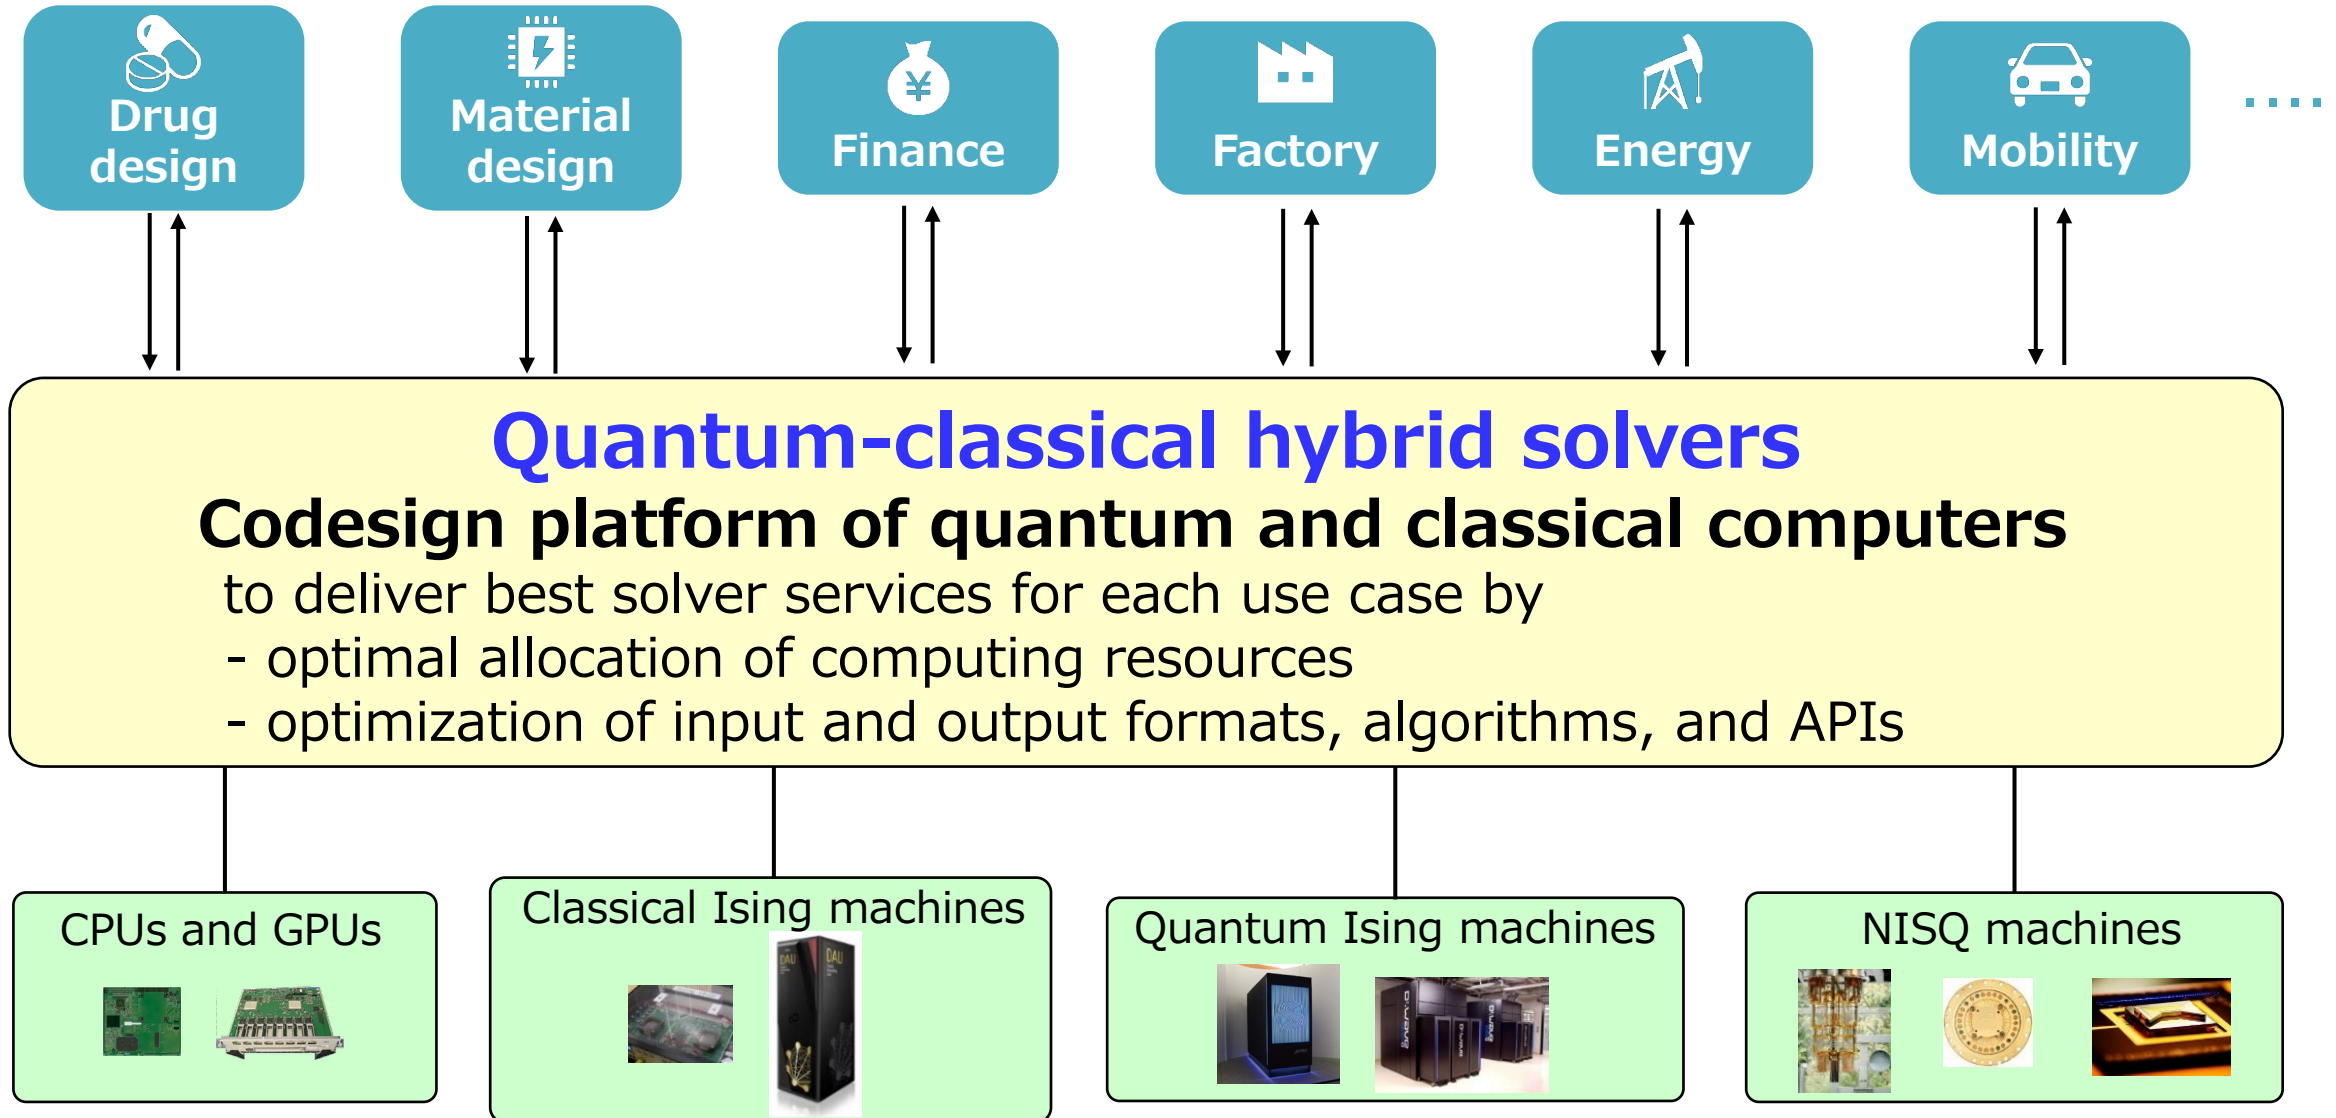 Drug
design
Material
design
¥
Finance
Factory
Energy
Mobility
Quantum-classical hybrid solvers
Codesign platform of quantum and classical computers
to deliver best solver services for each use case by
- optimal allocation of computing resources
- optimization of input and output formats, algorithms, and APIs
CPUs and GPUs
Classical Ising machines
DAU
DAU
Quantum Ising machines
NISQ machines